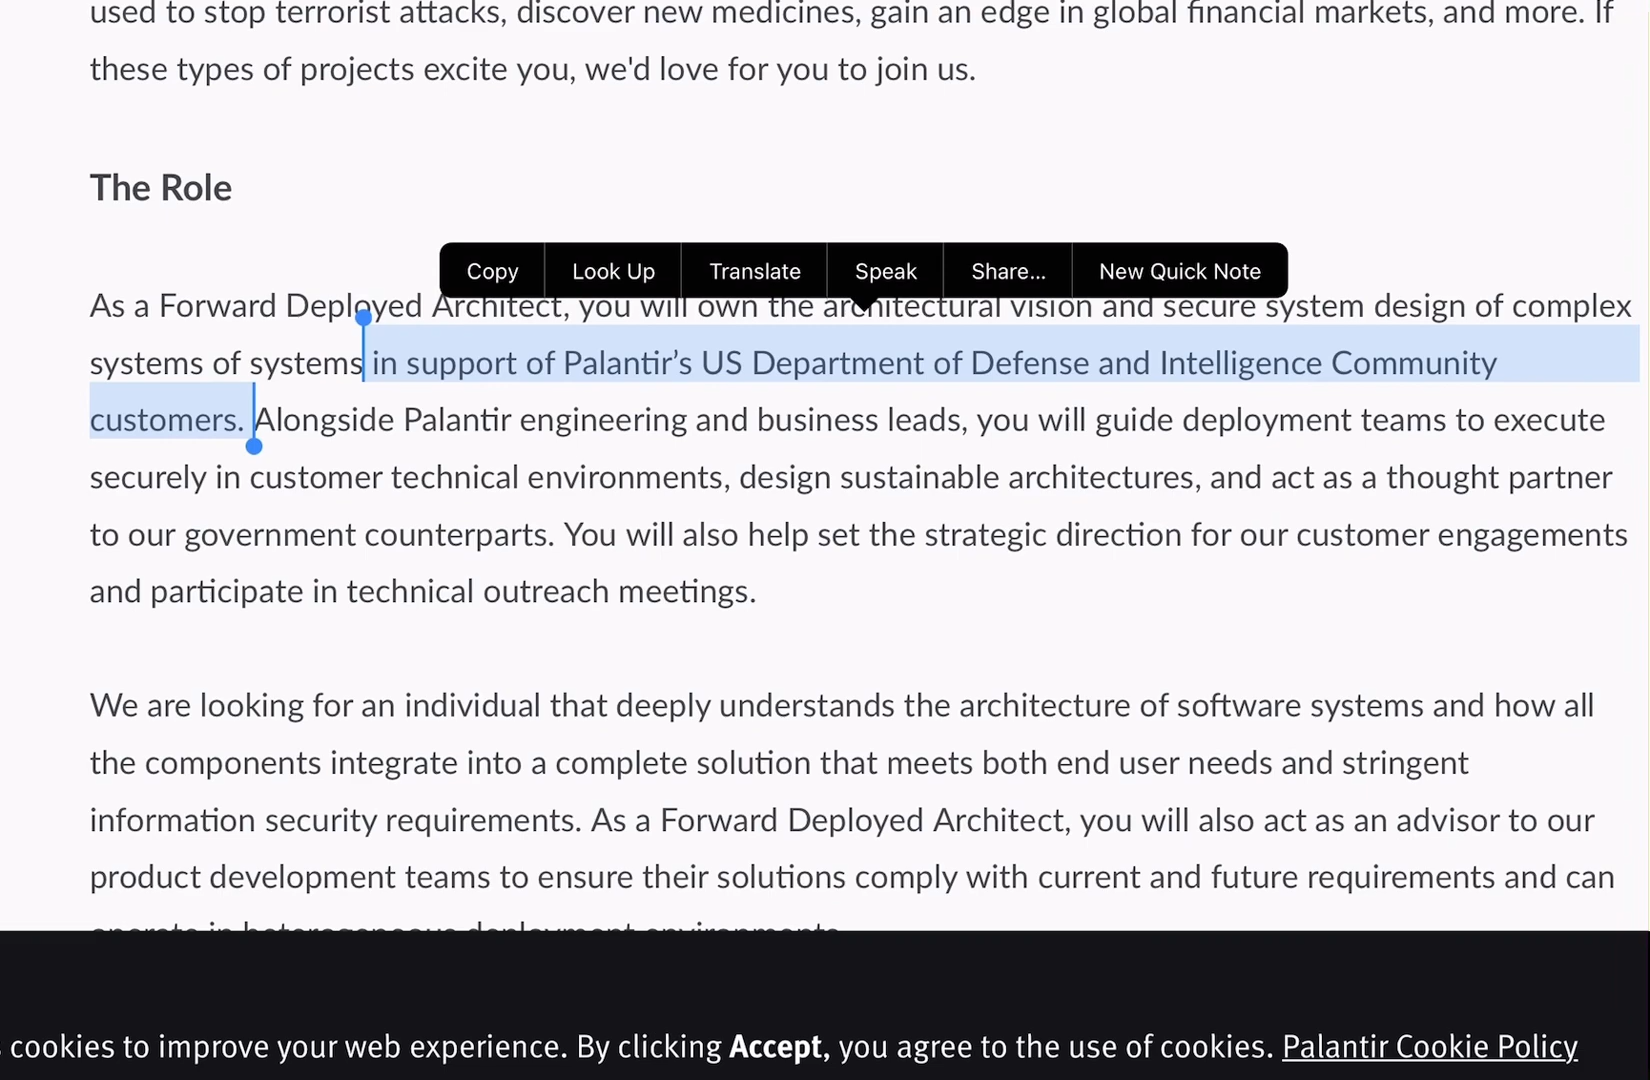 used to stop terrorist attacks, discover new medicines, gain an edge in global financial markets, and more. If
these types of projects excite you, we'd love for you to join us.
The Role
Copy Look Up Translate Speak Share... New Quick Note
As a Forward Deployed Architect, you will own the architectural vision and secure system design of complex
systems of systems in support of Palantir’s US Department of Defense and Intelligence Community
customers. Alongside Palantir engineering and business leads, you will guide deployment teams to execute
securely in customer technical environments, design sustainable architectures, and act as a thought partner
to our government counterparts. You will also help set the strategic direction for our customer engagements
and participate in technical outreach meetings.
We are looking for an individual that deeply understands the architecture of software systems and how all
the components integrate into a complete solution that meets both end user needs and stringent
information security requirements. As a Forward Deployed Architect, you will also act as an advisor to our
product development teams to ensure their solutions comply with current and future requirements and can
operate in heterogeneous deployment environments.
cookies to improve your web experience. By clicking Accept, you agree to the use of cookies. Palantir Cookie Policy